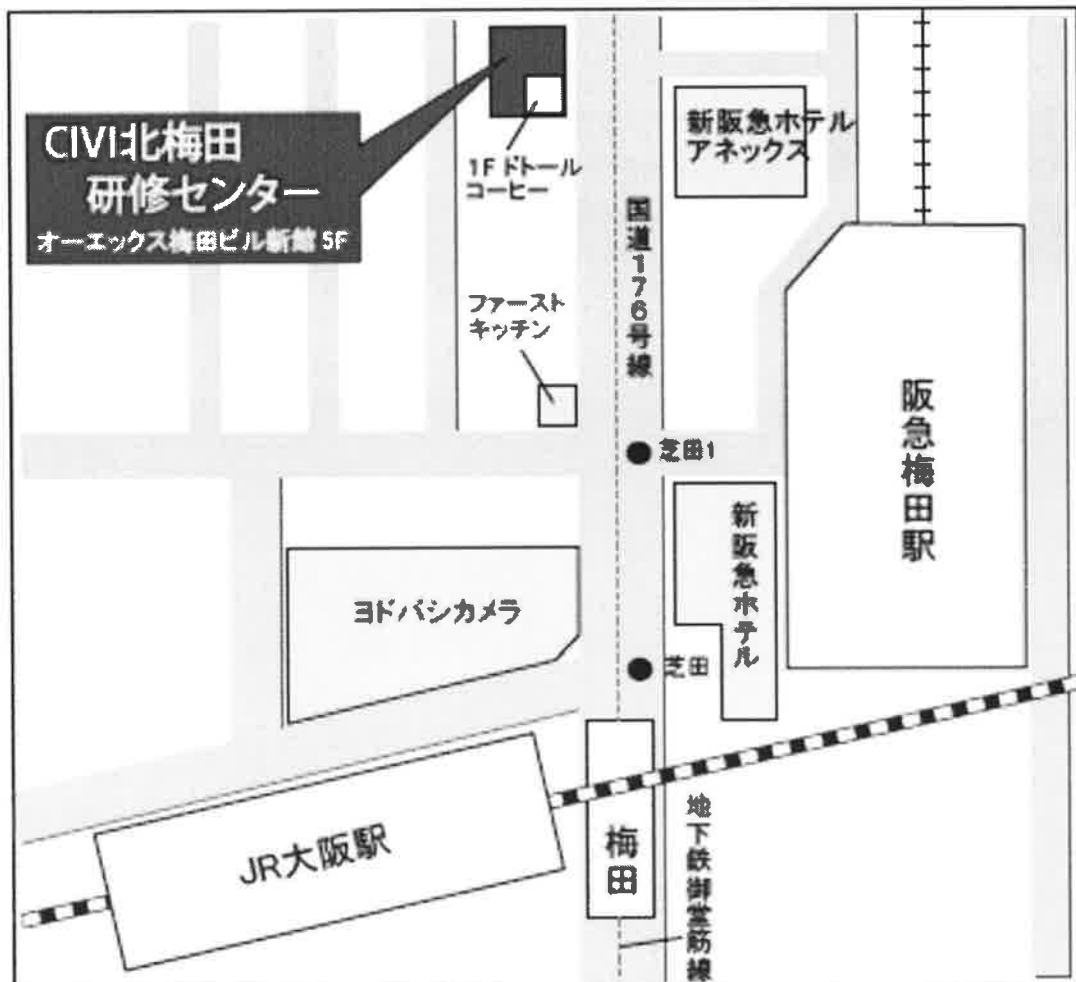 CIVI北梅田
研修センター
オーエックス梅田ビル新館 5F
1F ドトール
コーヒー
新阪急ホテル
アネックス
国道176号線
ファースト
キッチン
芝田1
阪急梅田駅
新阪急ホテル
ヨドバシカメラ
芝田
JR大阪駅
梅田
地下鉄御堂筋線